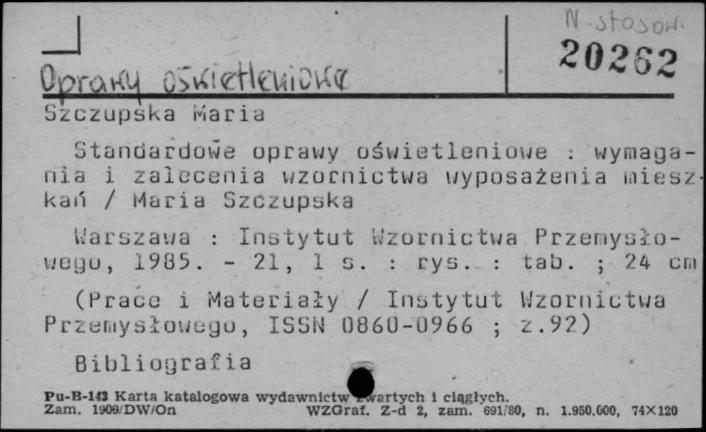 N-stosow.
20262
Oprawy oświetleniowe
Szczupska Maria
Standardowe oprawy oświetleniowe : wymaga-
nia i zalecenia wzornictwa wyposażenia miesz-
kań / Maria Szczupska
Warszawa : Instytut Wzornictwa Przemysło-
wego, 1985. - 21, 1 s. : rys. : tab. ; 24 cm
(Prace i Materiały / Instytut Wzornictwa
Przemysłowego, ISSN 0860-0966 ; z.92)
Bibliografia
Pu-B-143 Karta katalogowa wydawnictw zwartych i ciągłych.
Zam. 1909/DW/On WZGraf. Z-d 2, zam. 691/80, n. 1.950.000, 74×120